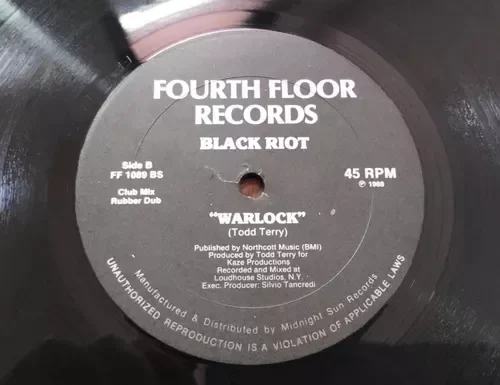 FOURTH FLOOR
RECORDS
BLACK RIOT
Side B
FF 1089 BS
Club Mix
Rubber Dub
45 RPM
℗ 1988
"WARLOCK"
(Todd Terry)
Published by Northcott Music (BMI)
Produced by Todd Terry for
Kaze Productions
Recorded and Mixed at
Loudhouse Studios, N.Y.
Exec. Producer: Silvio Tancredi
Manufactured & Distributed by Midnight Sun Records
UNAUTHORIZED REPRODUCTION IS A VIOLATION OF APPLICABLE LAWS